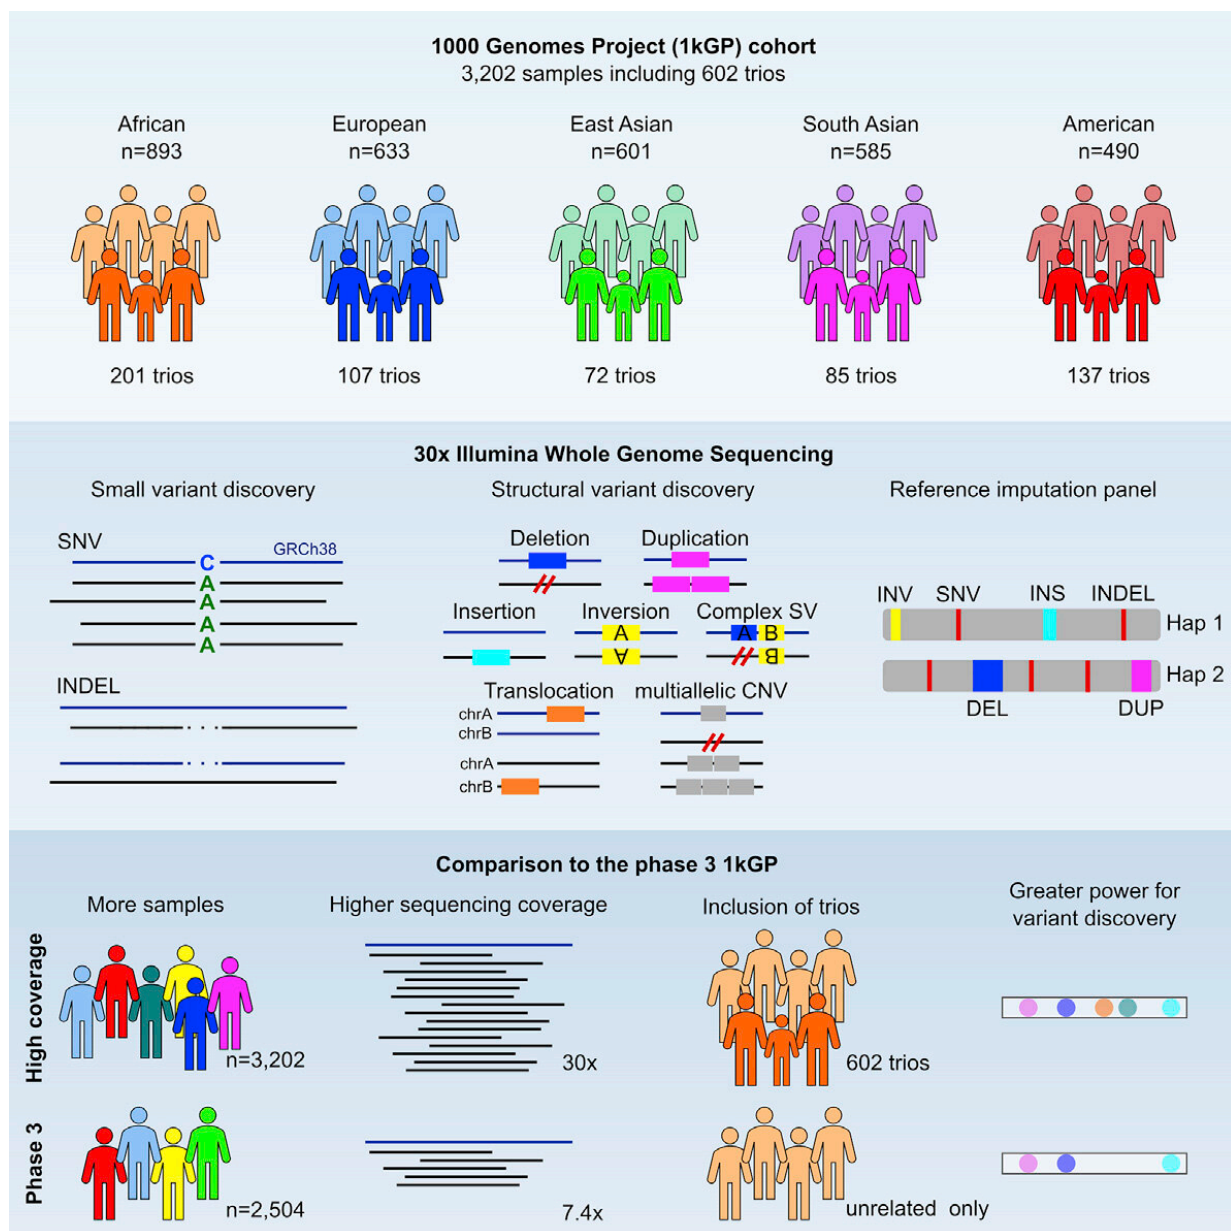 1000 Genomes Project (1kGP) cohort
3,202 samples including 602 trios
African
n=893
European
n=633
East Asian
n=601
South Asian
n=585
American
n=490
201 trios
107 trios
72 trios
85 trios
137 trios
30x Illumina Whole Genome Sequencing
Small variant discovery
SNV
GRCh38
C
A
A
A
A
INDEL
Structural variant discovery
Deletion
Duplication
Insertion
Inversion
A
A
Complex SV
A B
B
Translocation
chrA
chrB
chrA
chrB
multiallelic CNV
Reference imputation panel
INV SNV INS INDEL
Hap 1
Hap 2
DEL DUP
Comparison to the phase 3 1kGP
More samples
Higher sequencing coverage
Inclusion of trios
Greater power for
variant discovery
High coverage
n=3,202
30x
602 trios
Phase 3
n=2,504
7.4x
unrelated only